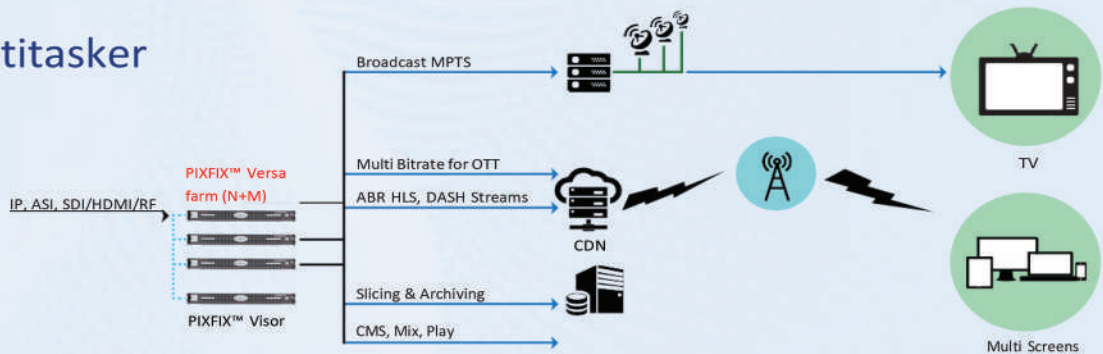 titasker
Broadcast MPTS
TV
PIXFIX™ Versa
farm (N+M)
IP, ASI, SDI/HDMI/RF
Multi Bitrate for OTT
ABR HLS, DASH Streams
CDN
Slicing & Archiving
PIXFIX™ Visor
CMS, Mix, Play
Multi Screens